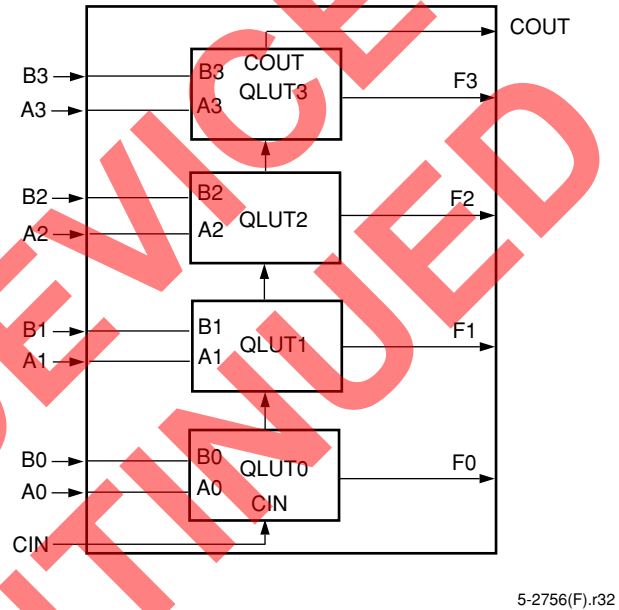 COUT
B3
B3
COUT
F3
QLUT3
A3
A3
B2
B2
F2
QLUT2
A2
A2
B1
B1
F1
QLUT1
A1
A1
B0
B0
F0
QLUT0
A0
A0
CIN
CIN
5-2756(F).r32
DEVICE
TINUED